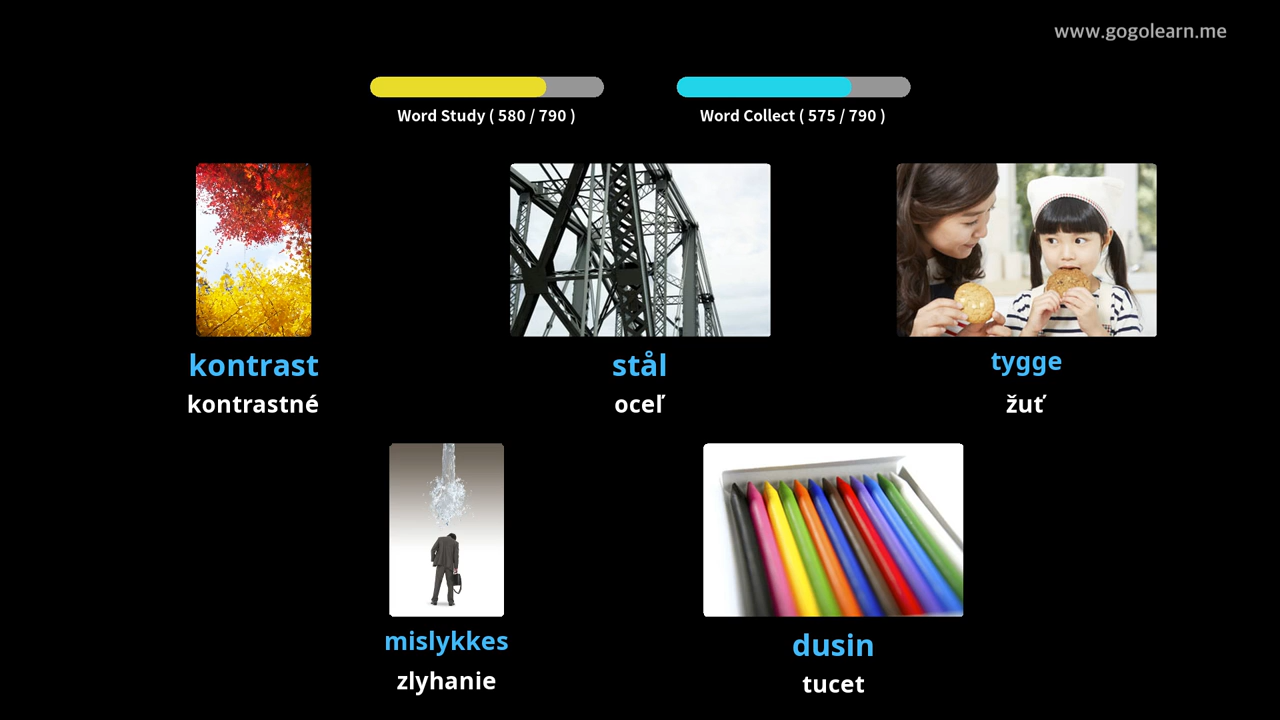 www.gogolearn.me
Word Study ( 580 / 790 )
Word Collect ( 575 / 790 )
kontrast
kontrastné
stål
oceľ
tygge
žuť
mislykkes
zlyhanie
dusin
tucet